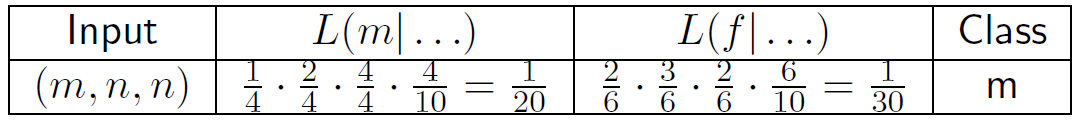 Input L(m| . . .) L(f| . . .) Class
(m, n, n) 1/4 · 2/4 · 4/4 · 4/10 = 1/20 2/6 · 3/6 · 2/6 · 6/10 = 1/30 m